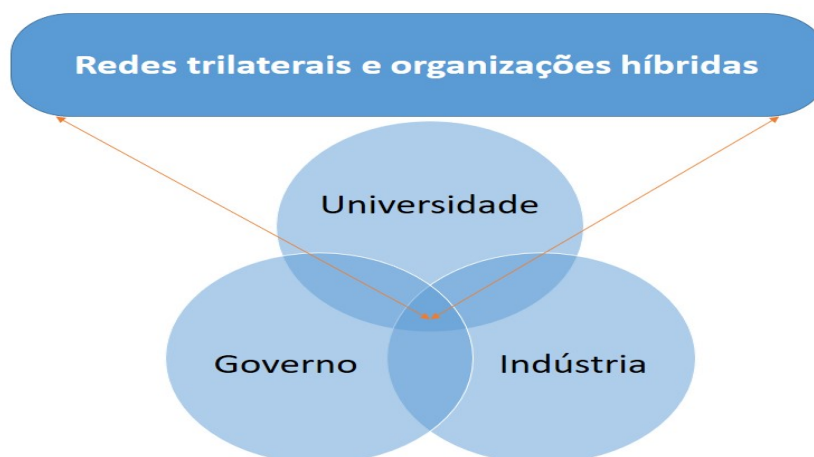 Redes trilaterais e organizações híbridas
Universidade
Governo
Indústria